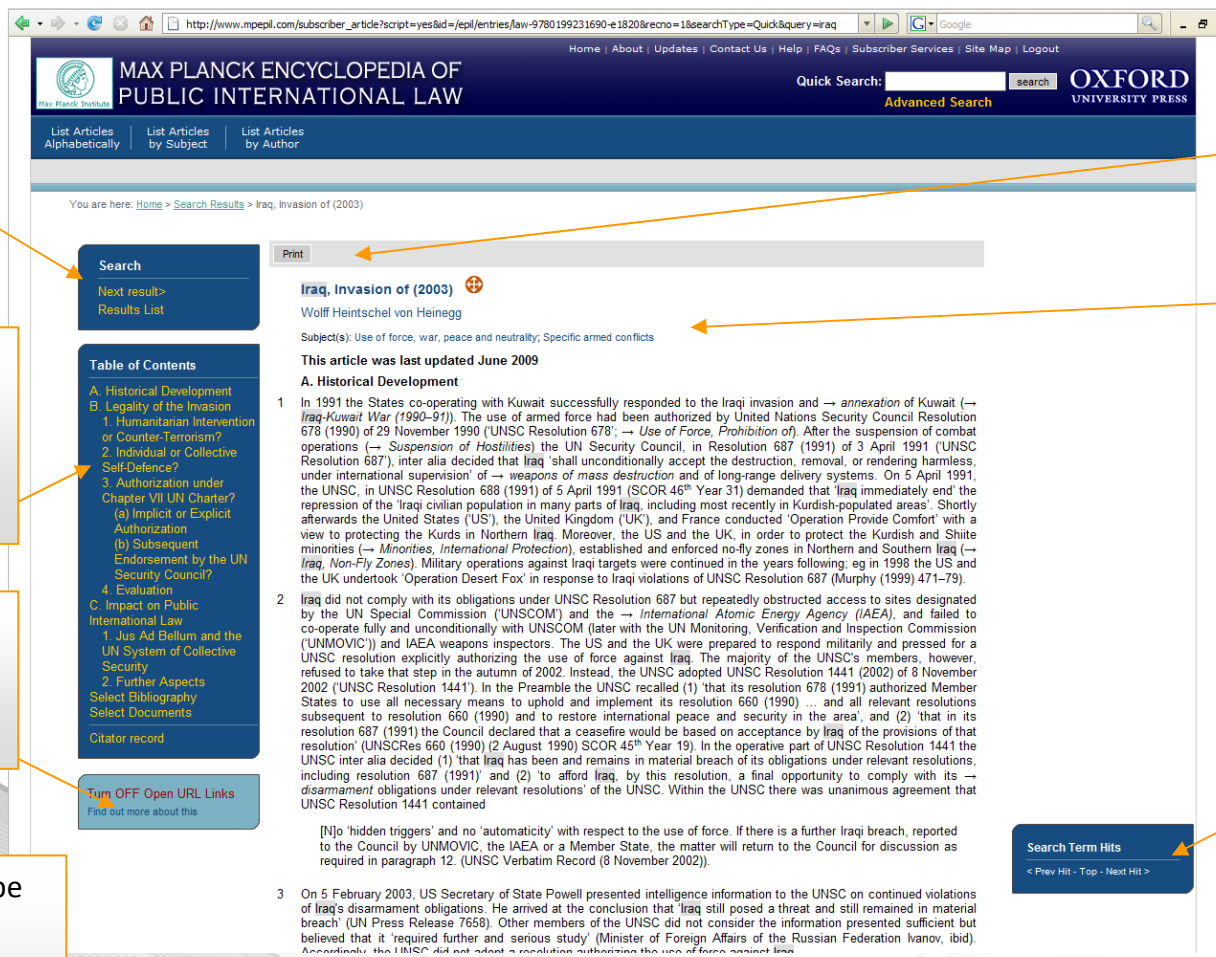 http://www.mpepil.com/subscriber_article?script=yes&id=/epil/entries/law-9780199231690-e1820&recno=1&searchType=Quick&query=iraq
Google
Home | About | Updates | Contact Us | Help | FAQs | Subscriber Services | Site Map | Logout
Max Planck Institute
MAX PLANCK ENCYCLOPEDIA OF
PUBLIC INTERNATIONAL LAW
Quick Search:
search
Advanced Search
OXFORD
UNIVERSITY PRESS
List Articles
Alphabetically
List Articles
by Subject
List Articles
by Author
You are here: Home > Search Results > Iraq, Invasion of (2003)
Search
Next result>
Results List
Table of Contents
A. Historical Development
B. Legality of the Invasion
1. Humanitarian Intervention
or Counter-Terrorism?
2. Individual or Collective
Self-Defence?
3. Authorization under
Chapter VII UN Charter?
(a) Implicit or Explicit
Authorization
(b) Subsequent
Endorsement by the UN
Security Council?
4. Evaluation
C. Impact on Public
International Law
1. Jus Ad Bellum and the
UN System of Collective
Security
2. Further Aspects
Select Bibliography
Select Documents
Citator record
Turn OFF Open URL Links
Find out more about this
pe
Print
Iraq, Invasion of (2003)
Wolff Heintschel von Heinegg
Subject(s): Use of force, war, peace and neutrality; Specific armed conflicts
This article was last updated June 2009
A. Historical Development
1 In 1991 the States co-operating with Kuwait successfully responded to the Iraqi invasion and → annexation of Kuwait (→
Iraq-Kuwait War (1990–91)). The use of armed force had been authorized by United Nations Security Council Resolution
678 (1990) of 29 November 1990 (‘UNSC Resolution 678’; → Use of Force, Prohibition of). After the suspension of combat
operations (→ Suspension of Hostilities) the UN Security Council, in Resolution 687 (1991) of 3 April 1991 (‘UNSC
Resolution 687’), inter alia decided that Iraq ‘shall unconditionally accept the destruction, removal, or rendering harmless,
under international supervision’ of → weapons of mass destruction and of long-range delivery systems. On 5 April 1991,
the UNSC, in UNSC Resolution 688 (1991) of 5 April 1991 (SCOR 46th Year 31) demanded that ‘Iraq immediately end’ the
repression of the ‘Iraqi civilian population in many parts of Iraq, including most recently in Kurdish-populated areas’. Shortly
afterwards the United States (‘US’), the United Kingdom (‘UK’), and France conducted ‘Operation Provide Comfort’ with a
view to protecting the Kurds in Northern Iraq. Moreover, the US and the UK, in order to protect the Kurdish and Shiite
minorities (→ Minorities, International Protection), established and enforced no-fly zones in Northern and Southern Iraq (→
Iraq, Non-Fly Zones). Military operations against Iraqi targets were continued in the years following; eg in 1998 the US and
the UK undertook ‘Operation Desert Fox’ in response to Iraqi violations of UNSC Resolution 687 (Murphy (1999) 471–79).
2 Iraq did not comply with its obligations under UNSC Resolution 687 but repeatedly obstructed access to sites designated
by the UN Special Commission (‘UNSCOM’) and the → International Atomic Energy Agency (IAEA), and failed to
co-operate fully and unconditionally with UNSCOM (later with the UN Monitoring, Verification and Inspection Commission
(‘UNMOVIC’)) and IAEA weapons inspectors. The US and the UK were prepared to respond militarily and pressed for a
UNSC resolution explicitly authorizing the use of force against Iraq. The majority of the UNSC's members, however,
refused to take that step in the autumn of 2002. Instead, the UNSC adopted UNSC Resolution 1441 (2002) of 8 November
2002 (‘UNSC Resolution 1441’). In the Preamble the UNSC recalled (1) ‘that its resolution 678 (1991) authorized Member
States to use all necessary means to uphold and implement its resolution 660 (1990) … and all relevant resolutions
subsequent to resolution 660 (1990) and to restore international peace and security in the area’, and (2) ‘that in its
resolution 687 (1991) the Council declared that a ceasefire would be based on acceptance by Iraq of the provisions of that
resolution’ (UNSCRes 660 (1990) (2 August 1990) SCOR 45th Year 19). In the operative part of UNSC Resolution 1441 the
UNSC inter alia decided (1) ‘that Iraq has been and remains in material breach of its obligations under relevant resolutions,
including resolution 687 (1991)’ and (2) ‘to afford Iraq, by this resolution, a final opportunity to comply with its →
disarmament obligations under relevant resolutions’ of the UNSC. Within the UNSC there was unanimous agreement that
UNSC Resolution 1441 contained
[N]o ‘hidden triggers’ and no ‘automaticity’ with respect to the use of force. If there is a further Iraqi breach, reported
to the Council by UNMOVIC, the IAEA or a Member State, the matter will return to the Council for discussion as
required in paragraph 12. (UNSC Verbatim Record (8 November 2002)).
3 On 5 February 2003, US Secretary of State Powell presented intelligence information to the UNSC on continued violations
of Iraq's disarmament obligations. He arrived at the conclusion that ‘Iraq still posed a threat and still remained in material
breach’ (UN Press Release 7658). Other members of the UNSC did not consider the information presented sufficient but
believed that it ‘required further and serious study’ (Minister of Foreign Affairs of the Russian Federation Ivanov, ibid).
Accordingly, the UNSC did not adopt a resolution authorizing the use of force against Iraq.
Search Term Hits
< Prev Hit - Top - Next Hit >